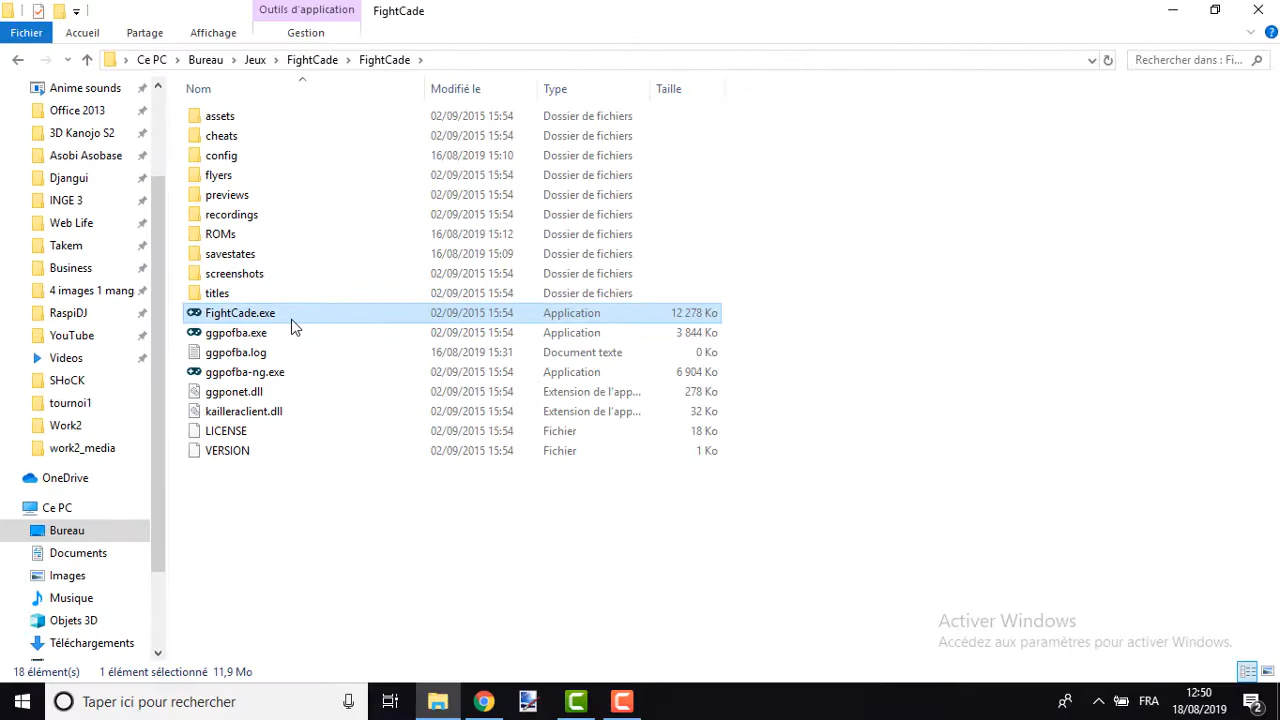 Outils d'application FightCade
Fichier Accueil Partage Affichage Gestion
Ce PC Bureau Jeux FightCade FightCade Rechercher dans : Fi...
Anime sounds
Office 2013
3D Kanojo S2
Asobi Asobase
Djangui
INGE 3
Web Life
Takem
Business
4 images 1 mang
RaspiDJ
YouTube
Videos
SHoCK
tournoi1
Work2
work2_media
OneDrive
Ce PC
Bureau
Documents
Images
Musique
Objets 3D
Téléchargements
Nom Modifié le Type Taille
assets 02/09/2015 15:54 Dossier de fichiers
cheats 02/09/2015 15:54 Dossier de fichiers
config 16/08/2019 15:10 Dossier de fichiers
flyers 02/09/2015 15:54 Dossier de fichiers
previews 02/09/2015 15:54 Dossier de fichiers
recordings 02/09/2015 15:54 Dossier de fichiers
ROMs 16/08/2019 15:12 Dossier de fichiers
savestates 16/08/2019 15:09 Dossier de fichiers
screenshots 02/09/2015 15:54 Dossier de fichiers
titles 02/09/2015 15:54 Dossier de fichiers
FightCade.exe 02/09/2015 15:54 Application 12 278 Ko
ggpofba.exe 02/09/2015 15:54 Application 3 844 Ko
ggpofba.log 16/08/2019 15:31 Document texte 0 Ko
ggpofba-ng.exe 02/09/2015 15:54 Application 6 904 Ko
ggponet.dll 02/09/2015 15:54 Extension de l'app... 278 Ko
kailleraclient.dll 02/09/2015 15:54 Extension de l'app... 32 Ko
LICENSE 02/09/2015 15:54 Fichier 18 Ko
VERSION 02/09/2015 15:54 Fichier 1 Ko
Activer Windows
Accédez aux paramètres pour activer Windows.
18 élément(s) 1 élément sélectionné 11,9 Mo
Taper ici pour rechercher
FRA
12:50
18/08/2019
2